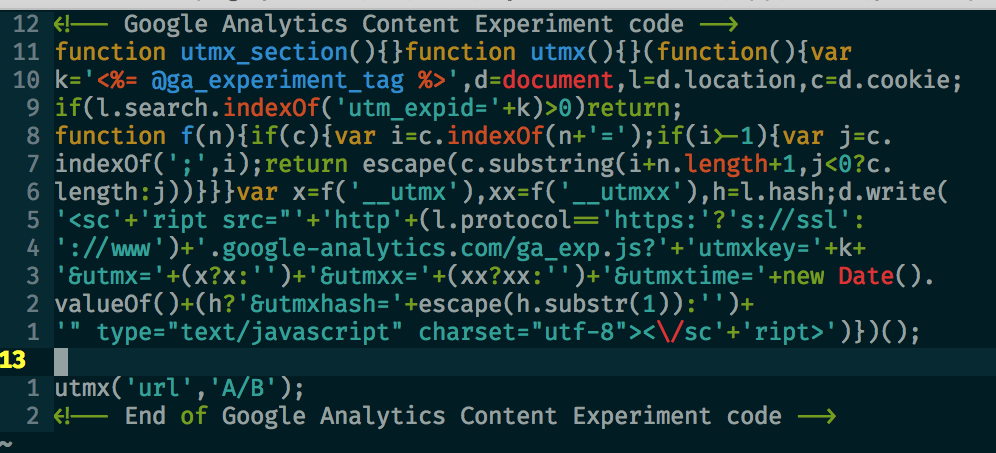 12 <!-- Google Analytics Content Experiment code -->
11 function utmx_section(){}function utmx(){}(function(){var
10 k='<%= @ga_experiment_tag %>',d=document,l=d.location,c=d.cookie;
9 if(l.search.indexOf('utm_expid='+k)>0)return;
8 function f(n){if(c){var i=c.indexOf(n+'=');if(i>-1){var j=c.
7 indexOf(';',i);return escape(c.substring(i+n.length+1,j<0?c.
6 length:j))}}}var x=f('__utmx'),xx=f('__utmxx'),h=l.hash;d.write(
5 '<sc'+'ript src="'+'http'+(l.protocol=='https:'?'s://ssl':
4 '://www')+'.google-analytics.com/ga_exp.js?'+'utmxkey='+k+
3 '&utmx='+(x?x:'')+'&utmxx='+(xx?xx:'')+'&utmxtime='+new Date().
2 valueOf()+(h?'&utmxhash='+escape(h.substr(1)):'')+
1 '" type="text/javascript" charset="utf-8"><\/sc'+'ript>')})();
13
1 utmx('url','A/B');
2 <!-- End of Google Analytics Content Experiment code -->
~